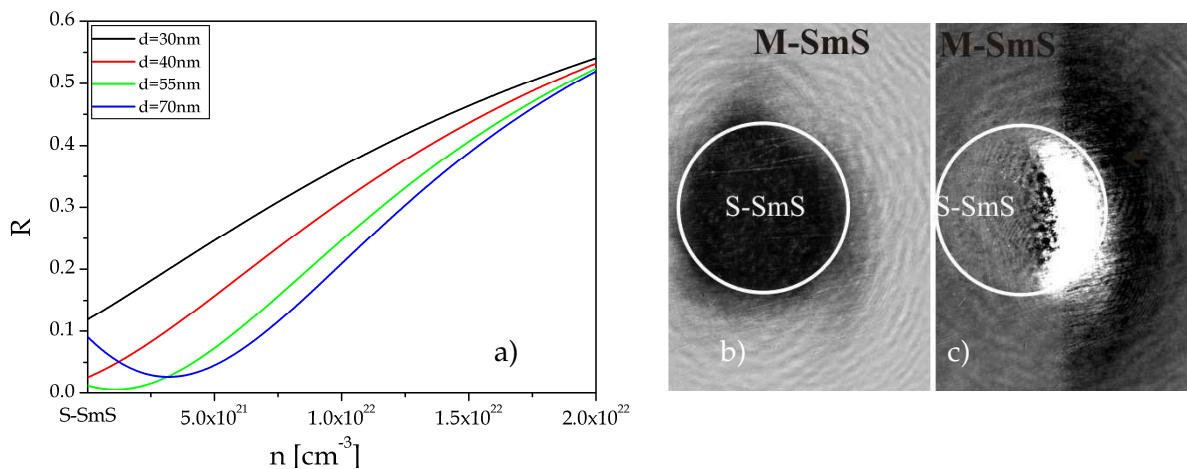 0.6
0.5
0.4
0.3
0.2
0.1
0.0
R
d=30nm
d=40nm
d=55nm
d=70nm
a)
S-SmS
5.0x10²¹
1.0x10²²
1.5x10²²
2.0x10²²
n [cm⁻³]
M-SmS
S-SmS
b)
M-SmS
S-SmS
c)